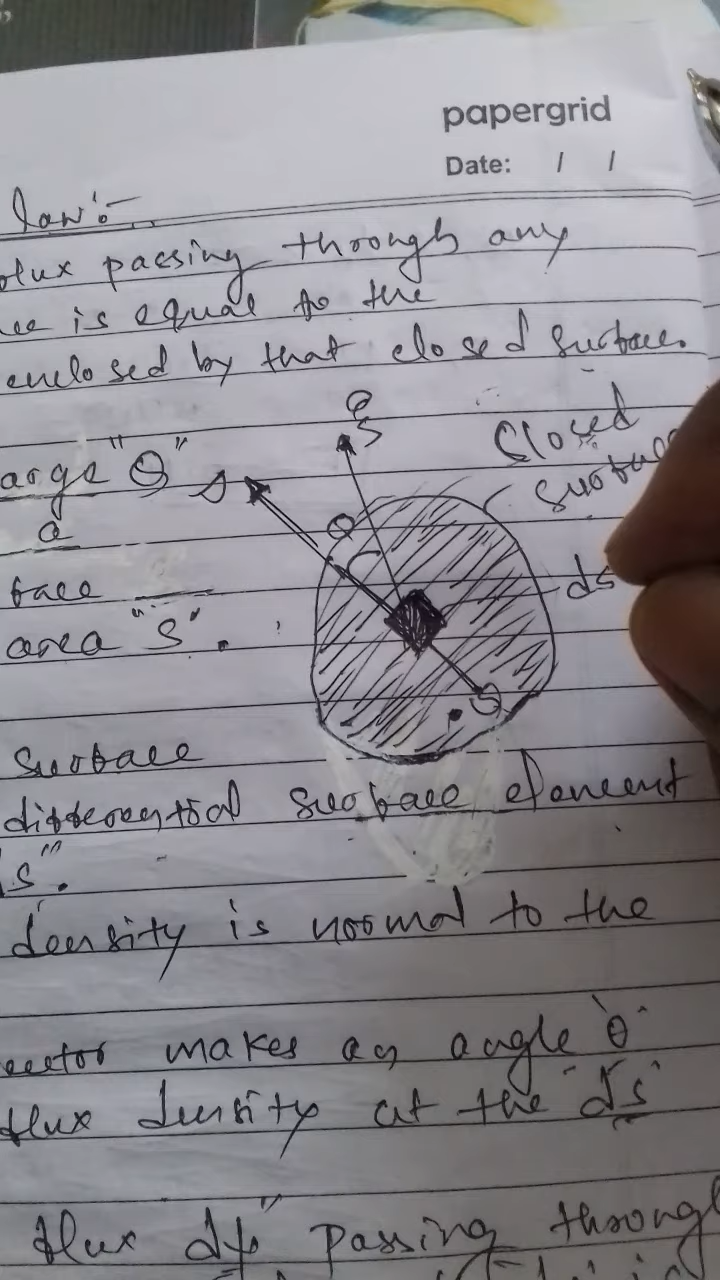 papergrid
Date: / /
law :-
flux passing through any
is equal to the
enclosed by that closed surface.
Closed
surface
"Q"
θ
ds
face
area "S".
Surface
differential surface element
density is normal to the
makes an angle "θ"
flux density at the "ds"
flux dψ" passing through